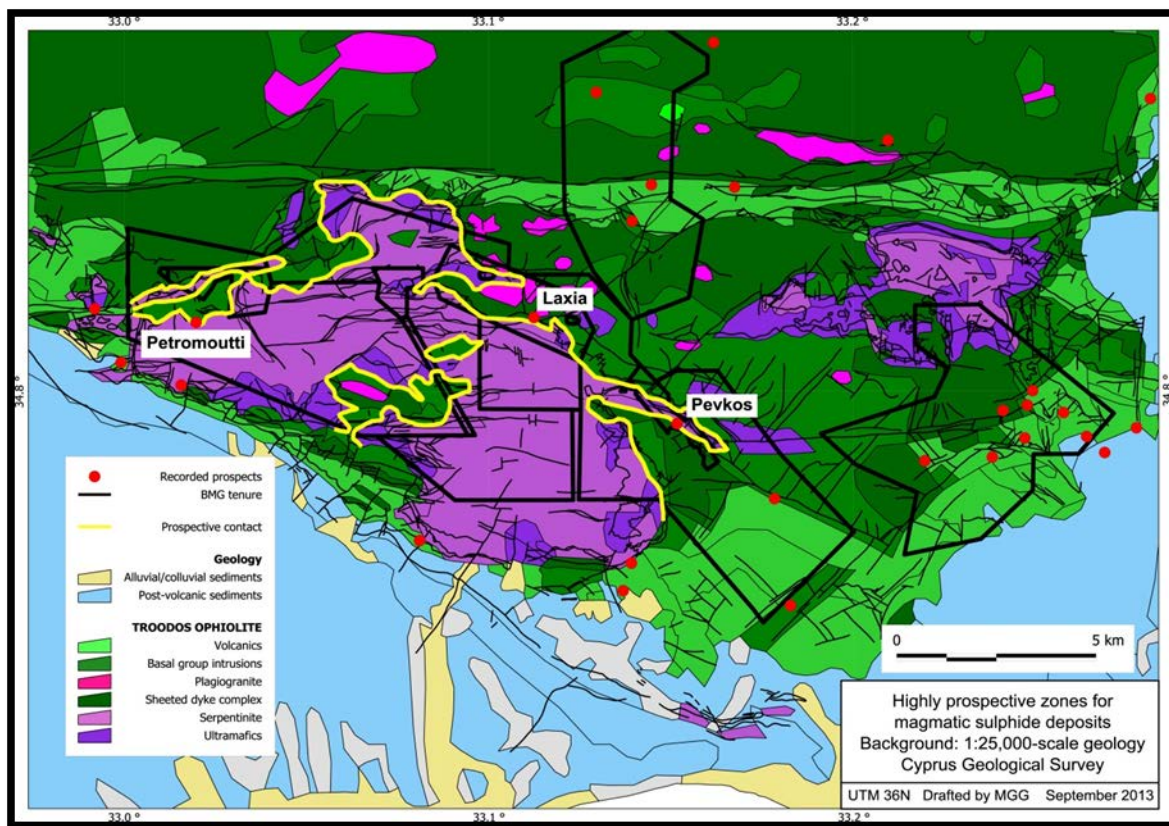 33.0 °
33.1 °
33.2 °
34.8 °
34.8 °
Laxia
Petromoutti
Pevkos
Recorded prospects
BMG tenure
Prospective contact
Geology
Alluvial/colluvial sediments
Post-volcanic sediments
TROODOS OPHIOLITE
Volcanics
Basal group intrusions
Plagiogranite
Sheeted dyke complex
Serpentinite
Ultramafics
0 5 km
Highly prospective zones for
magmatic sulphide deposits
Background: 1:25,000-scale geology
Cyprus Geological Survey
UTM 36N Drafted by MGG September 2013
33.0 °
33.1 °
33.2 °